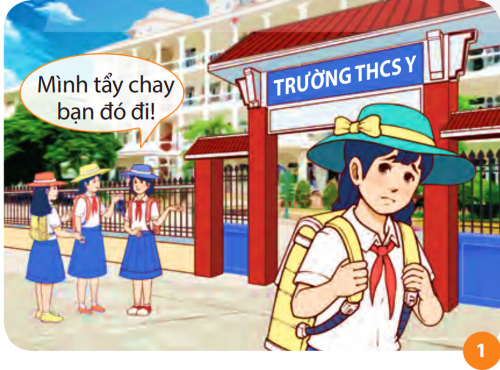 Mình tẩy chay
bạn đó đi!
TRƯỜNG THCS Y
1